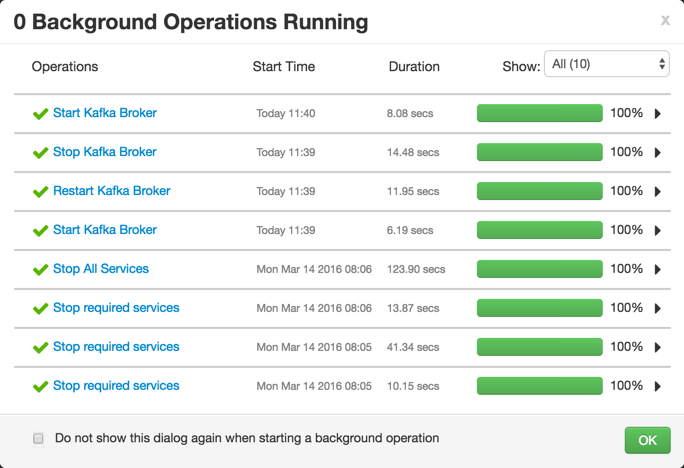 0 Background Operations Running x
Operations Start Time Duration Show: All (10)
Start Kafka Broker Today 11:40 8.08 secs 100%
Stop Kafka Broker Today 11:39 14.48 secs 100%
Restart Kafka Broker Today 11:39 11.95 secs 100%
Start Kafka Broker Today 11:39 6.19 secs 100%
Stop All Services Mon Mar 14 2016 08:06 123.90 secs 100%
Stop required services Mon Mar 14 2016 08:06 13.87 secs 100%
Stop required services Mon Mar 14 2016 08:05 41.34 secs 100%
Stop required services Mon Mar 14 2016 08:05 10.15 secs 100%
Do not show this dialog again when starting a background operation OK